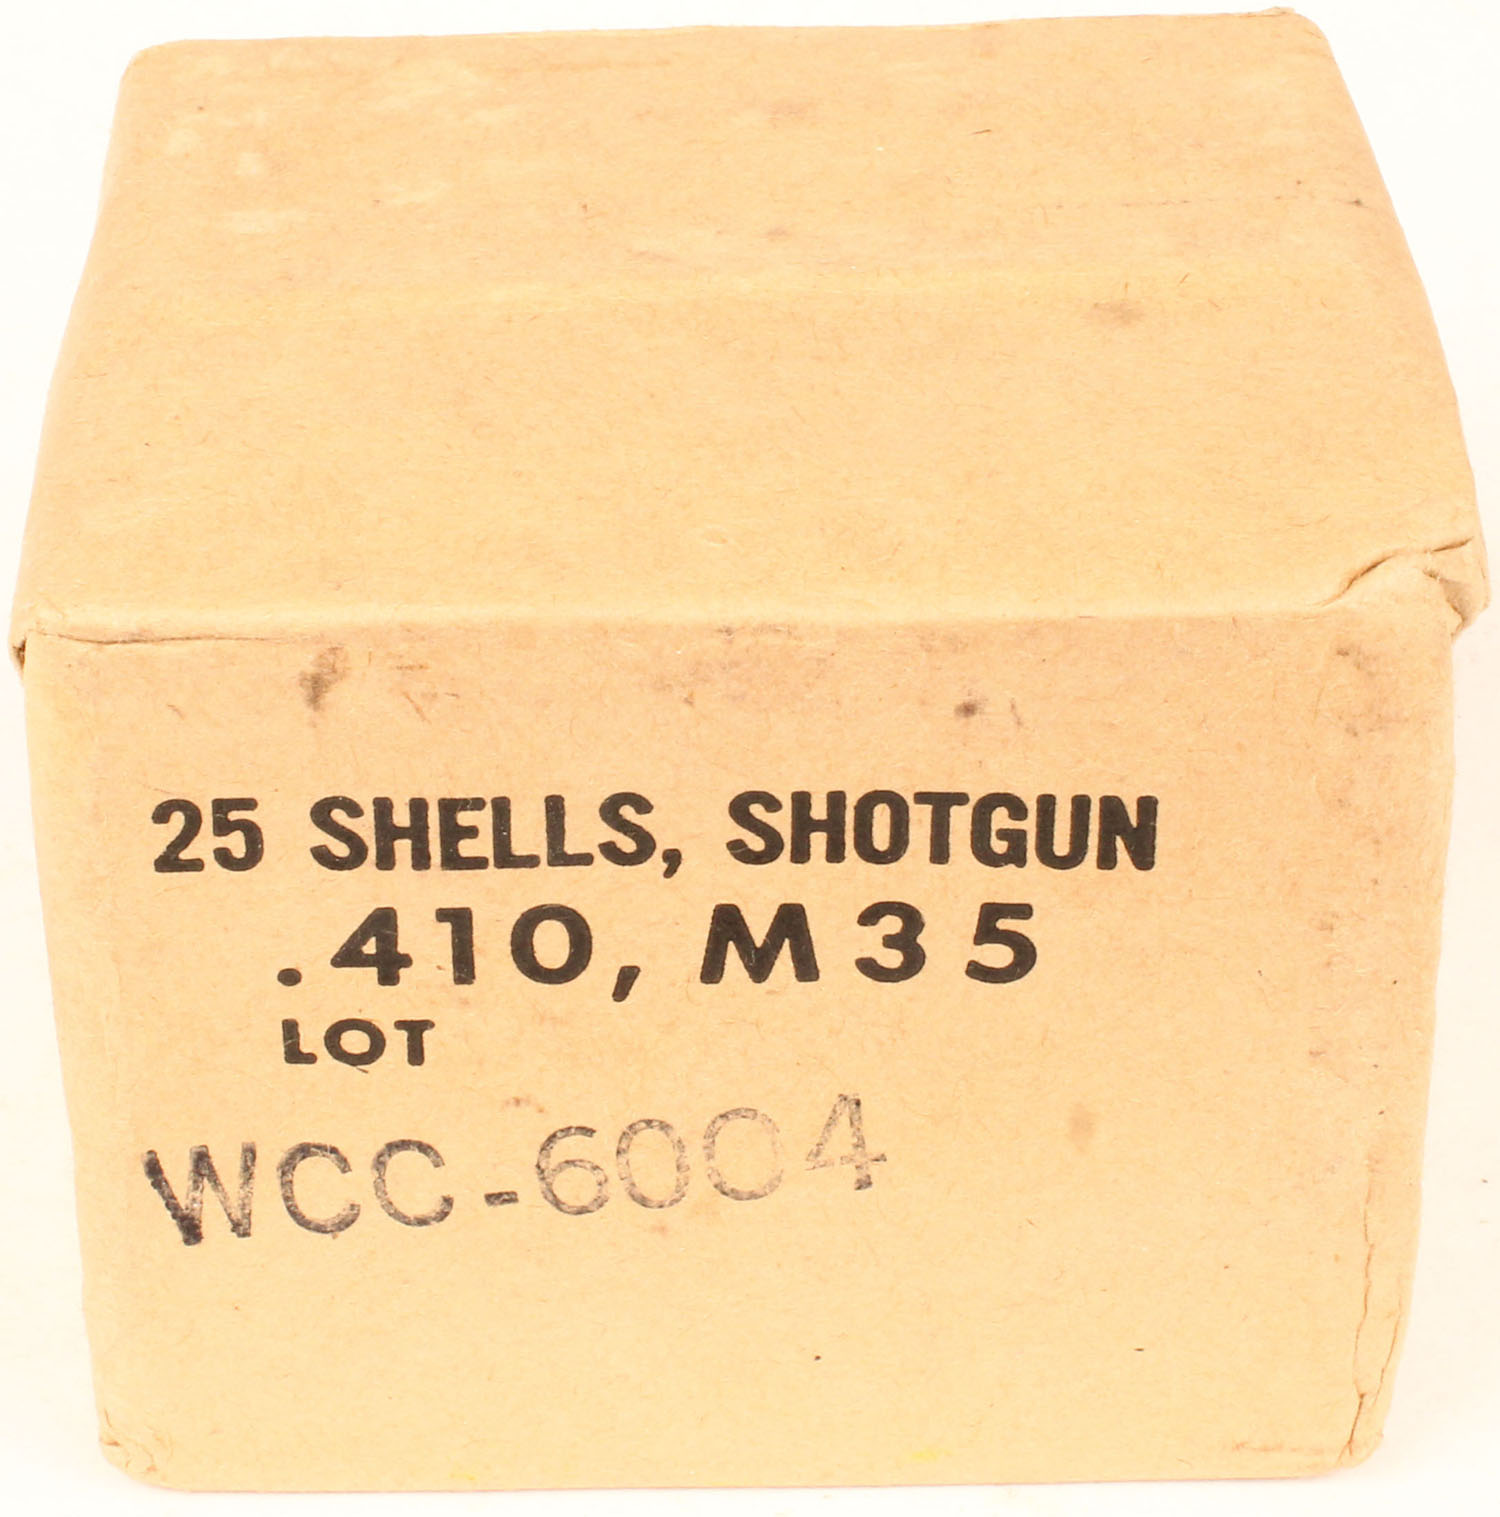 25 SHELLS, SHOTGUN
.410, M35
LOT
WCC-6004